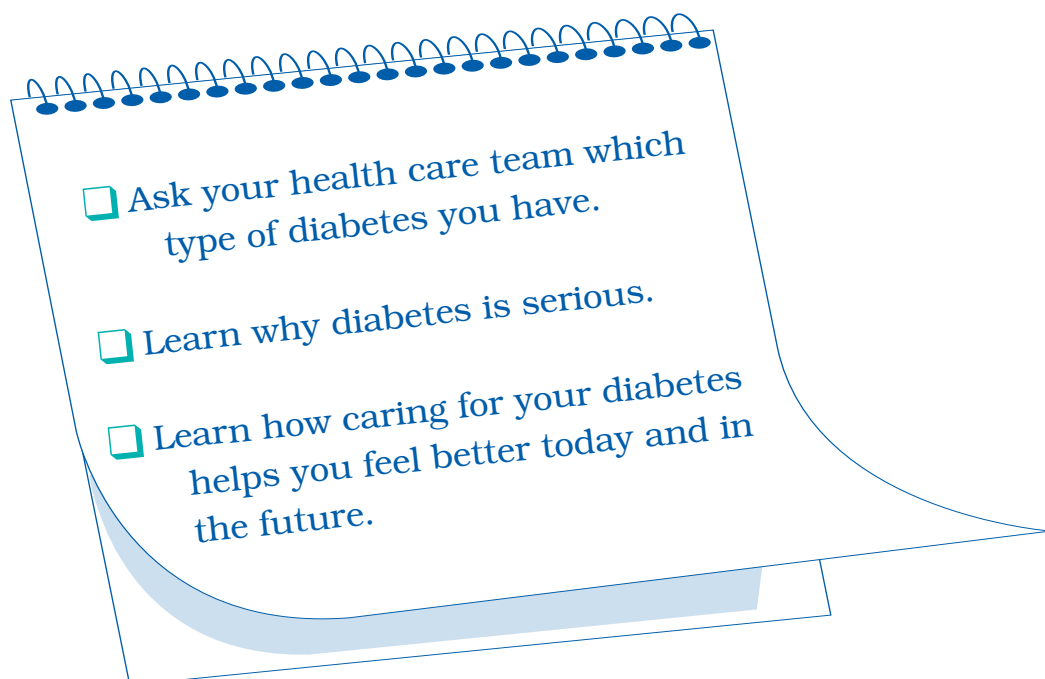 ❏ Ask your health care team which
type of diabetes you have.
❏ Learn why diabetes is serious.
❏ Learn how caring for your diabetes
helps you feel better today and in
the future.